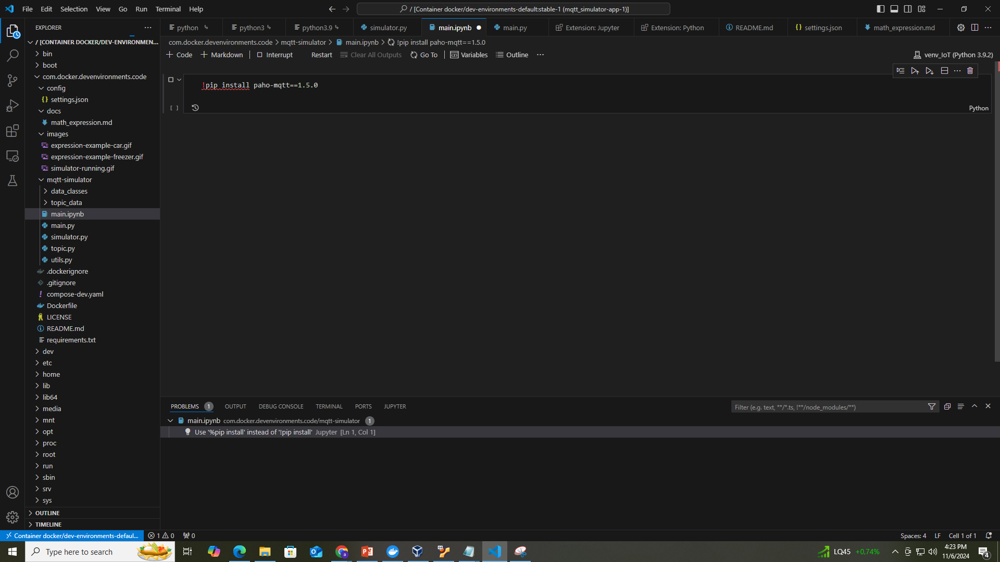 File Edit Selection View Go Run Terminal Help
/ [Container docker/dev-environments-default:stable-1 (mqtt_simulator-app-1)]
EXPLORER
/ [CONTAINER DOCKER/DEV-ENVIRONMEN...
bin
boot
com.docker.devenvironments.code
config
settings.json
docs
math_expression.md
images
expression-example-car.gif
expression-example-freezer.gif
simulator-running.gif
mqtt-simulator
data_classes
topic_data
main.ipynb
main.py
simulator.py
topic.py
utils.py
.dockerignore
.gitignore
compose-dev.yaml
Dockerfile
LICENSE
README.md
requirements.txt
dev
etc
home
lib
lib64
media
mnt
opt
proc
root
run
sbin
srv
sys
OUTLINE
TIMELINE
python python3 python3.9 simulator.py main.ipynb main.py Extension: Jupyter Extension: Python README.md settings.json math_expression.md
com.docker.devenvironments.code > mqtt-simulator > main.ipynb > !pip install paho-mqtt==1.5.0
+ Code + Markdown | Interrupt Restart Clear All Outputs Go To | Variables Outline ...
venv_IoT (Python 3.9.2)
!pip install paho-mqtt==1.5.0
[ ]
Python
PROBLEMS 1 OUTPUT DEBUG CONSOLE TERMINAL PORTS JUPYTER
Filter (e.g. text, **/*.ts, !**/node_modules/**)
main.ipynb com.docker.devenvironments.code/mqtt-simulator 1
Use '%pip install' instead of '!pip install' Jupyter [Ln 1, Col 1]
Container docker/dev-environments-defaul... 1 0 0
Spaces: 4 LF Cell 1 of 1
Type here to search
LQ45 +0,74%
4:23 PM
11/6/2024
4